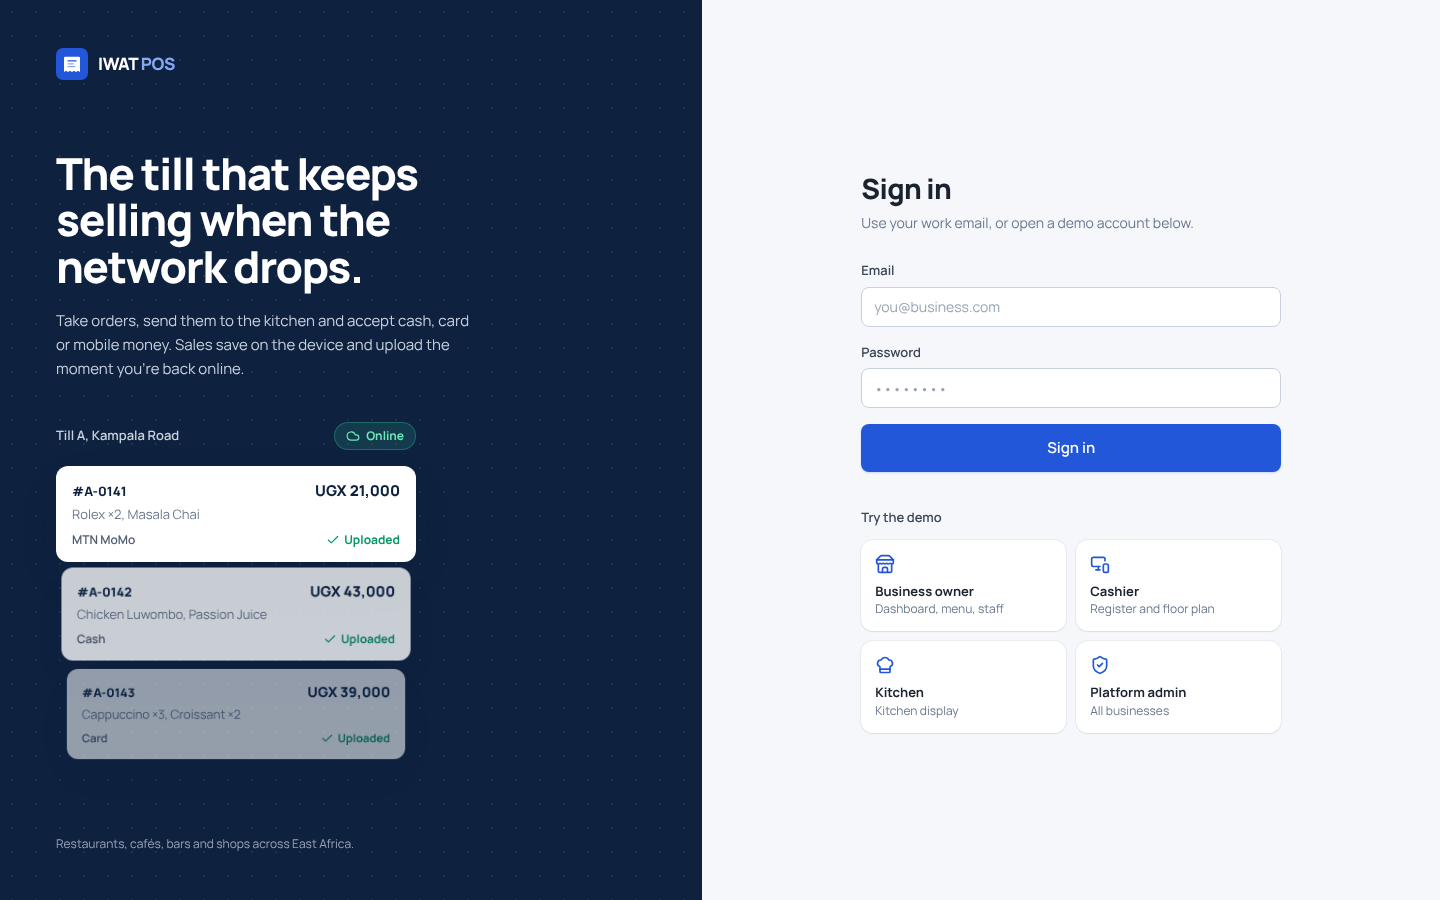 IWAT POS
The till that keeps
selling when the
network drops.
Take orders, send them to the kitchen and accept cash, card
or mobile money. Sales save on the device and upload the
moment you're back online.
Till A, Kampala Road
Online
#A-0141
UGX 21,000
Rolex ×2, Masala Chai
MTN MoMo
Uploaded
#A-0142
UGX 43,000
Chicken Luwombo, Passion Juice
Cash
Uploaded
#A-0143
UGX 39,000
Cappuccino ×3, Croissant ×2
Card
Uploaded
Restaurants, cafés, bars and shops across East Africa.
Sign in
Use your work email, or open a demo account below.
Email
you@business.com
Password
••••••••
Sign in
Try the demo
Business owner
Dashboard, menu, staff
Cashier
Register and floor plan
Kitchen
Kitchen display
Platform admin
All businesses